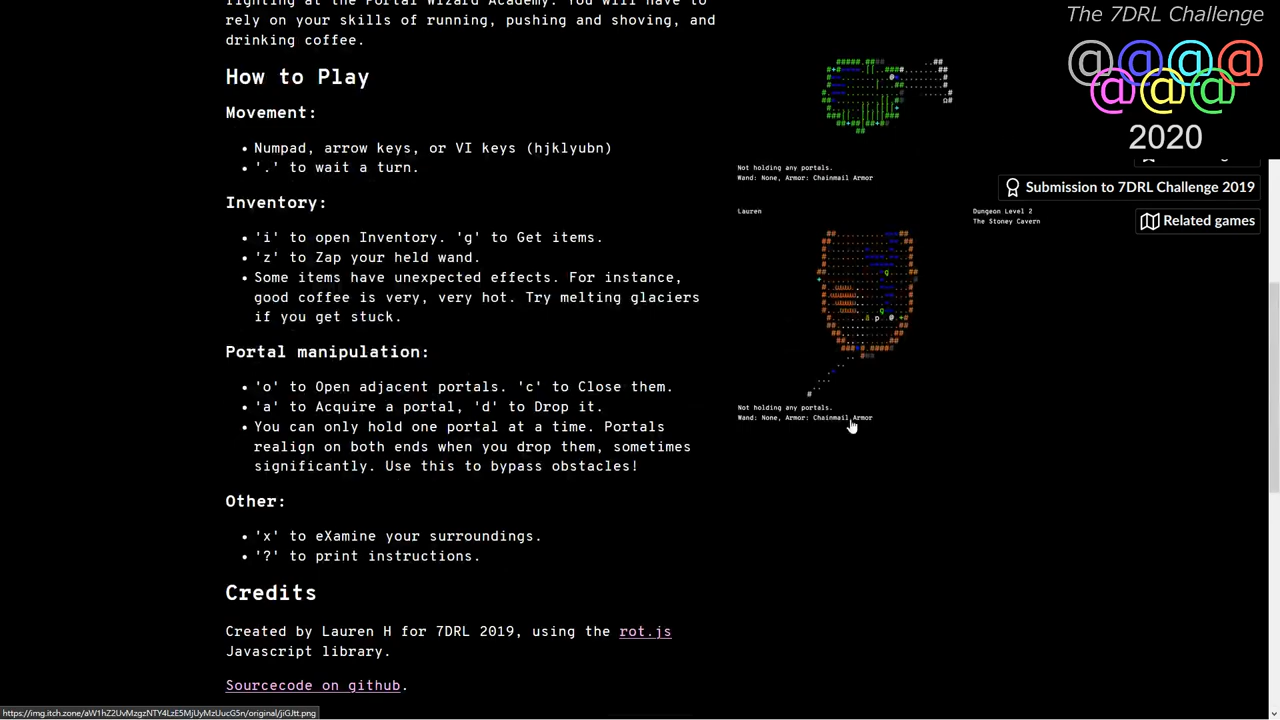 fighting at the Portal Wizard Academy. You will have to
rely on your skills of running, pushing and shoving, and
drinking coffee.
How to Play
Movement:
• Numpad, arrow keys, or VI keys (hjklyubn)
• '.' to wait a turn.
Inventory:
• 'i' to open Inventory. 'g' to Get items.
• 'z' to Zap your held wand.
• Some items have unexpected effects. For instance,
good coffee is very, very hot. Try melting glaciers
if you get stuck.
Portal manipulation:
• 'o' to Open adjacent portals. 'c' to Close them.
• 'a' to Acquire a portal, 'd' to Drop it.
• You can only hold one portal at a time. Portals
realign on both ends when you drop them, sometimes
significantly. Use this to bypass obstacles!
Other:
• 'x' to eXamine your surroundings.
• '?' to print instructions.
Credits
Created by Lauren H for 7DRL 2019, using the rot.js
Javascript library.
Sourcecode on github.
Not holding any portals.
Wand: None, Armor: Chainmail Armor
Lauren
Dungeon Level 2
The Stoney Cavern
Not holding any portals.
Wand: None, Armor: Chainmail Armor
The 7DRL Challenge
@@@@
@@@
2020
Submission to 7DRL Challenge 2019
Related games